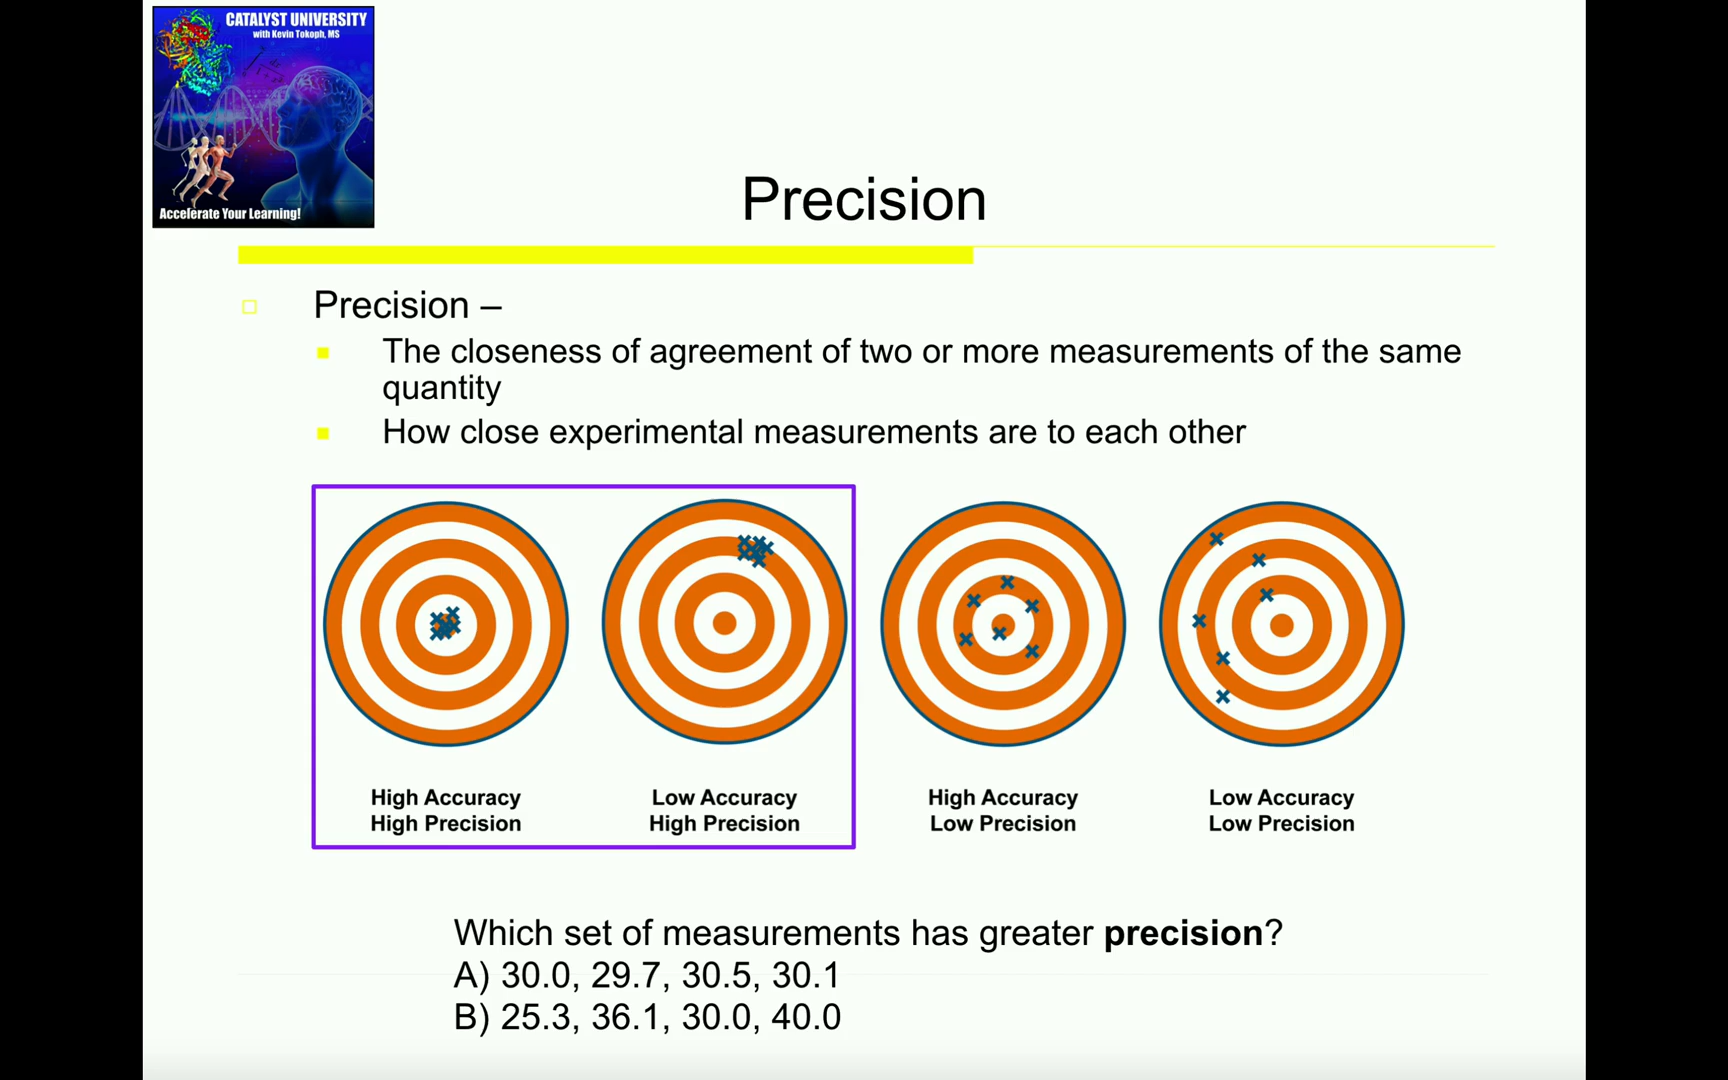 CATALYST UNIVERSITY
with Kevin Tokoph, MS
Accelerate Your Learning!
Precision
Precision –
The closeness of agreement of two or more measurements of the same
quantity
How close experimental measurements are to each other
High Accuracy
High Precision
Low Accuracy
High Precision
High Accuracy
Low Precision
Low Accuracy
Low Precision
Which set of measurements has greater precision?
A) 30.0, 29.7, 30.5, 30.1
B) 25.3, 36.1, 30.0, 40.0